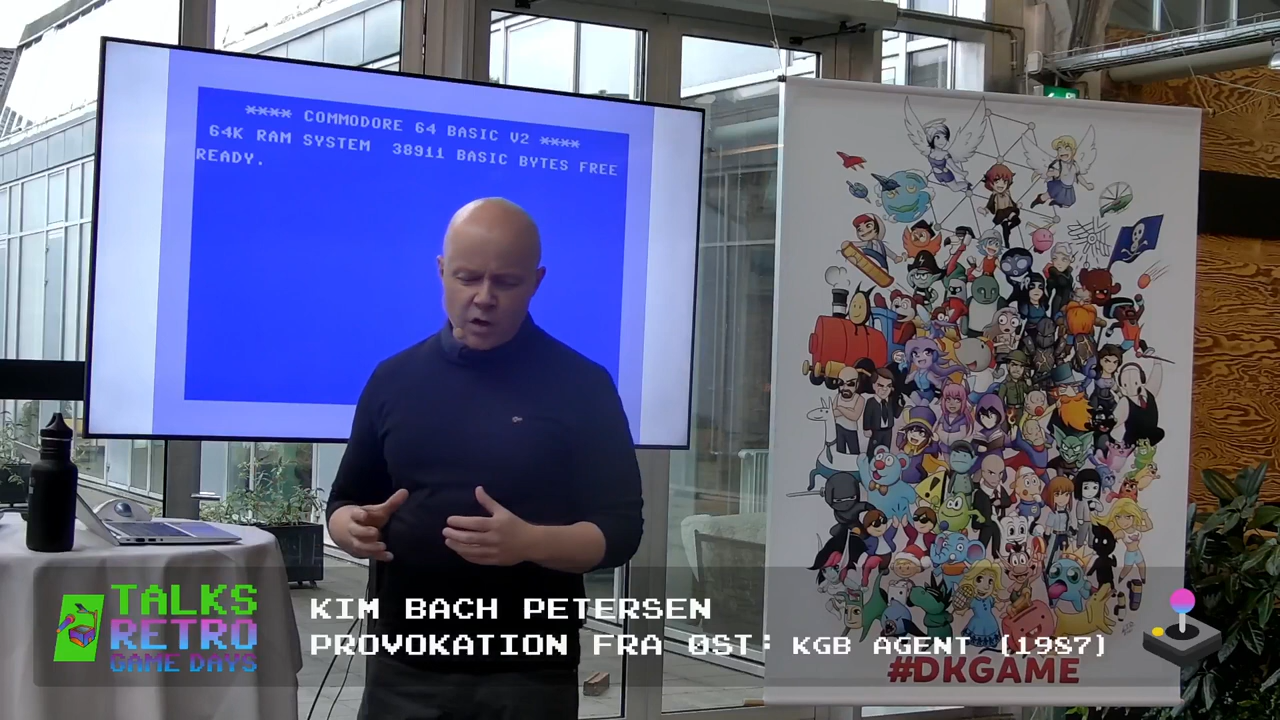 **** COMMODORE 64 BASIC V2 ****
64K RAM SYSTEM  38911 BASIC BYTES FREE
READY.
TALKS
RETRO
GAME DAYS
KIM BACH PETERSEN
PROVOKATION FRA ØST: KGB AGENT (1987)
#DKGAME